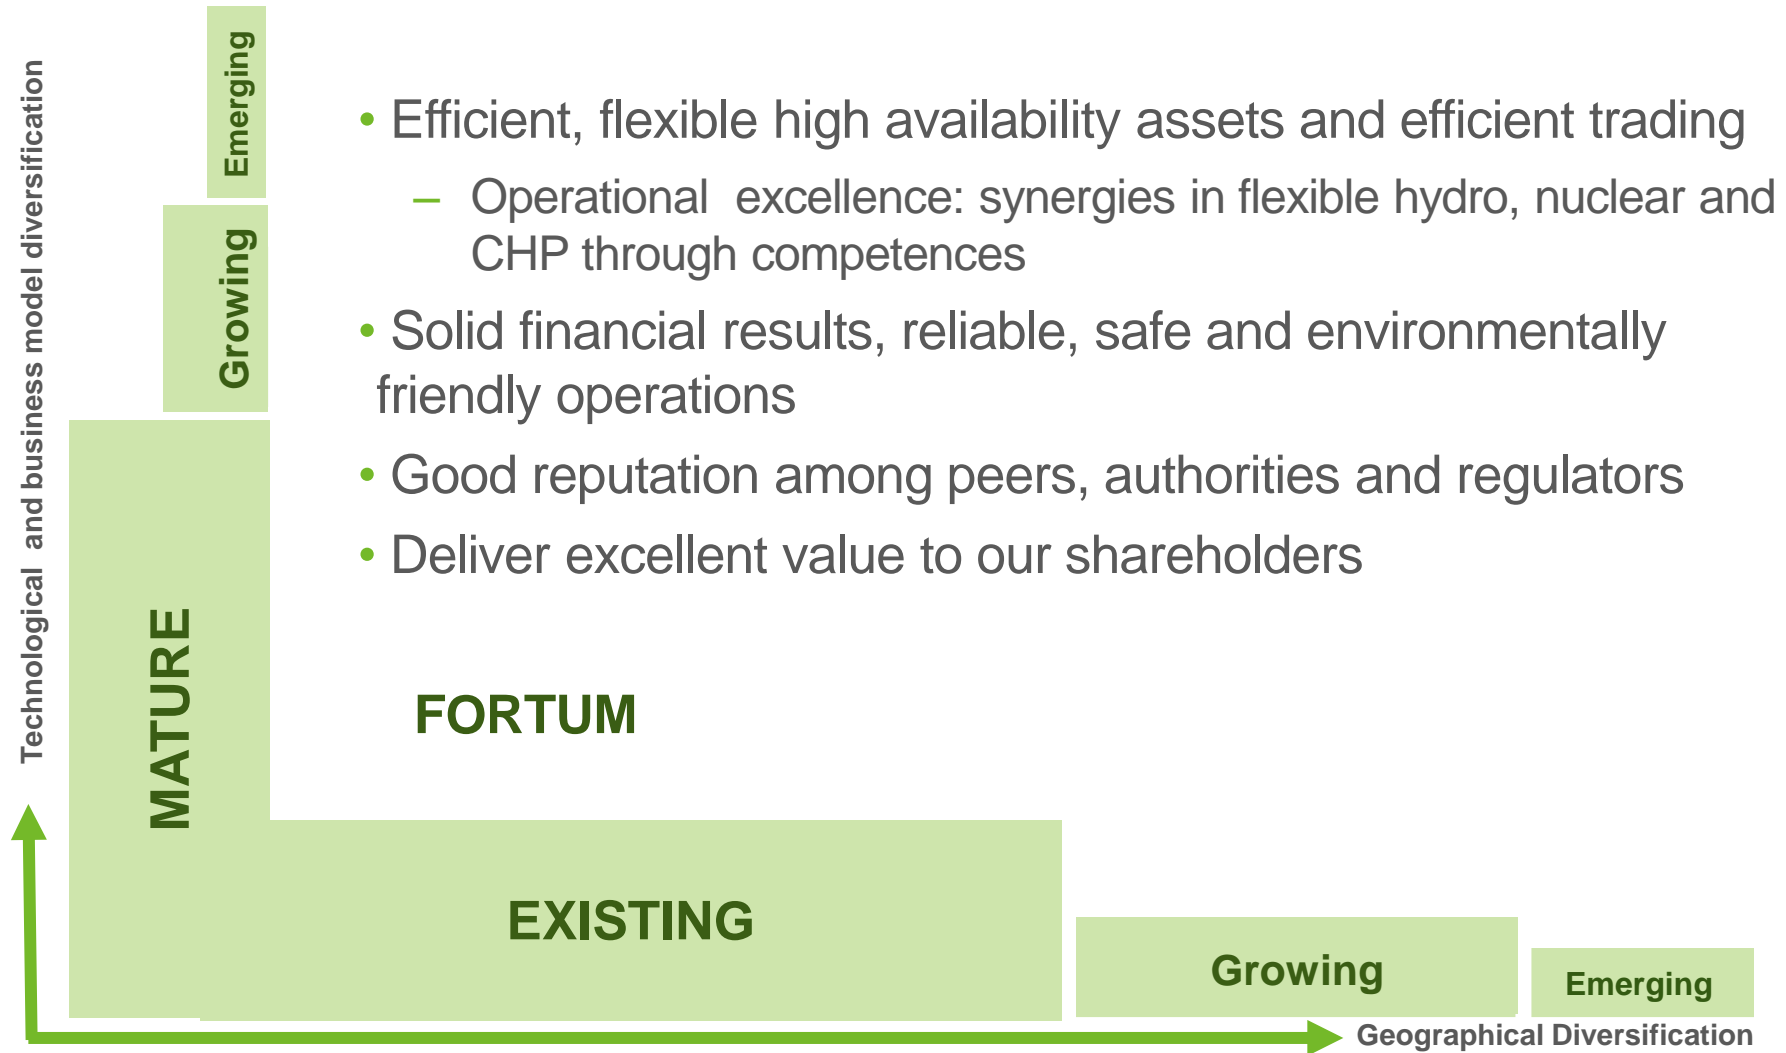 Technological and business model diversification
Emerging
Growing
MATURE
• Efficient, flexible high availability assets and efficient trading
– Operational excellence: synergies in flexible hydro, nuclear and
CHP through competences
• Solid financial results, reliable, safe and environmentally
friendly operations
• Good reputation among peers, authorities and regulators
• Deliver excellent value to our shareholders
FORTUM
EXISTING
Growing
Emerging
Geographical Diversification